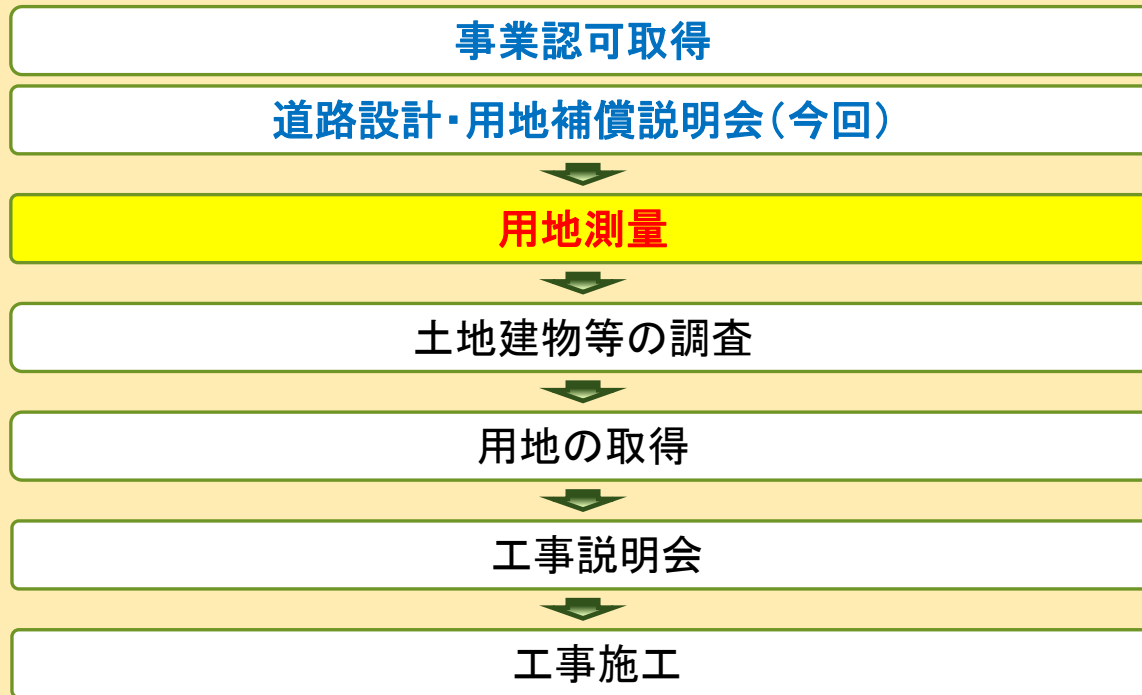 事業認可取得
道路設計・用地補償説明会(今回)
用地測量
土地建物等の調査
用地の取得
工事説明会
工事施工